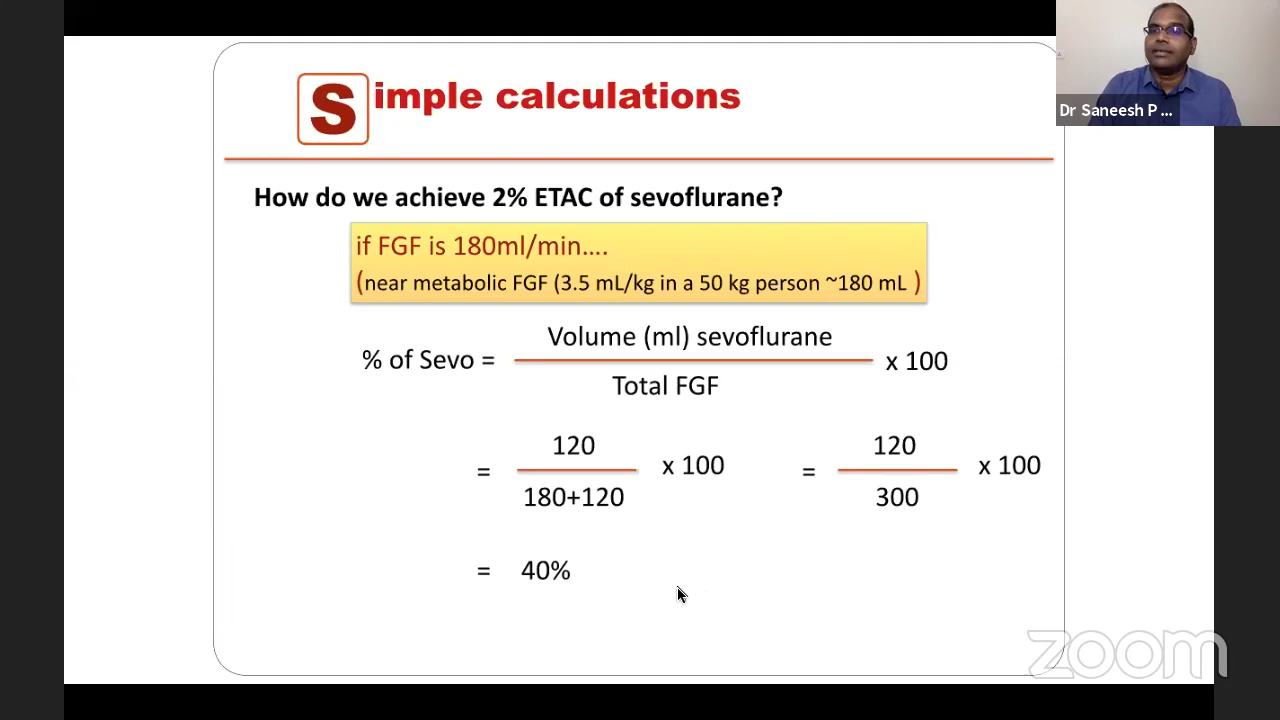 Simple calculations
Dr Saneesh P ...
How do we achieve 2% ETAC of sevoflurane?
if FGF is 180ml/min....
(near metabolic FGF (3.5 mL/kg in a 50 kg person ~180 mL )
% of Sevo =
Volume (ml) sevoflurane
Total FGF
x 100
=
120
180+120
x 100
=
120
300
x 100
= 40%
zoom